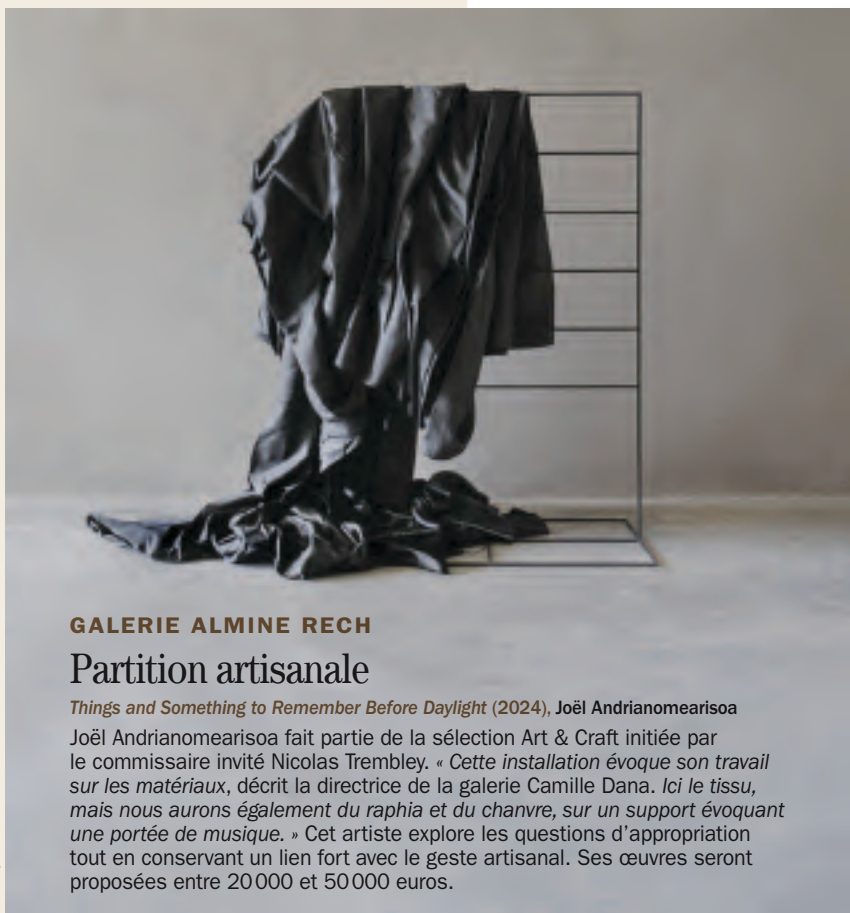 GALERIE ALMINE RECH
Partition artisanale
Things and Something to Remember Before Daylight (2024), Joël Andrianomearisoa
Joël Andrianomearisoa fait partie de la sélection Art & Craft initiée par
le commissaire invité Nicolas Trembley. « Cette installation évoque son travail
sur les matériaux, décrit la directrice de la galerie Camille Dana. Ici le tissu,
mais nous aurons également du raphia et du chanvre, sur un support évoquant
une portée de musique. » Cet artiste explore les questions d’appropriation
tout en conservant un lien fort avec le geste artisanal. Ses œuvres seront
proposées entre 20 000 et 50 000 euros.